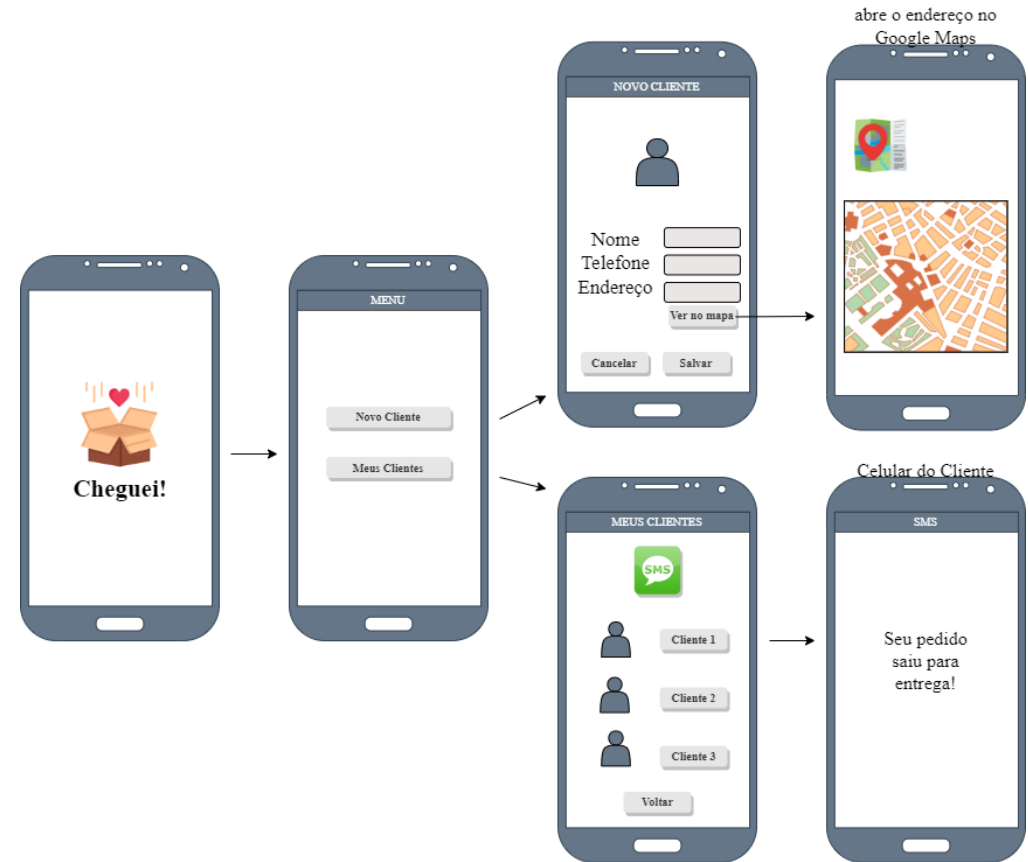 Cheguei!
MENU
Novo Cliente
Meus Clientes
NOVO CLIENTE
Nome
Telefone
Endereço
Ver no mapa
Cancelar
Salvar
abre o endereço no
Google Maps
MEUS CLIENTES
SMS
Cliente 1
Cliente 2
Cliente 3
Voltar
Celular do Cliente
SMS
Seu pedido
saiu para
entrega!